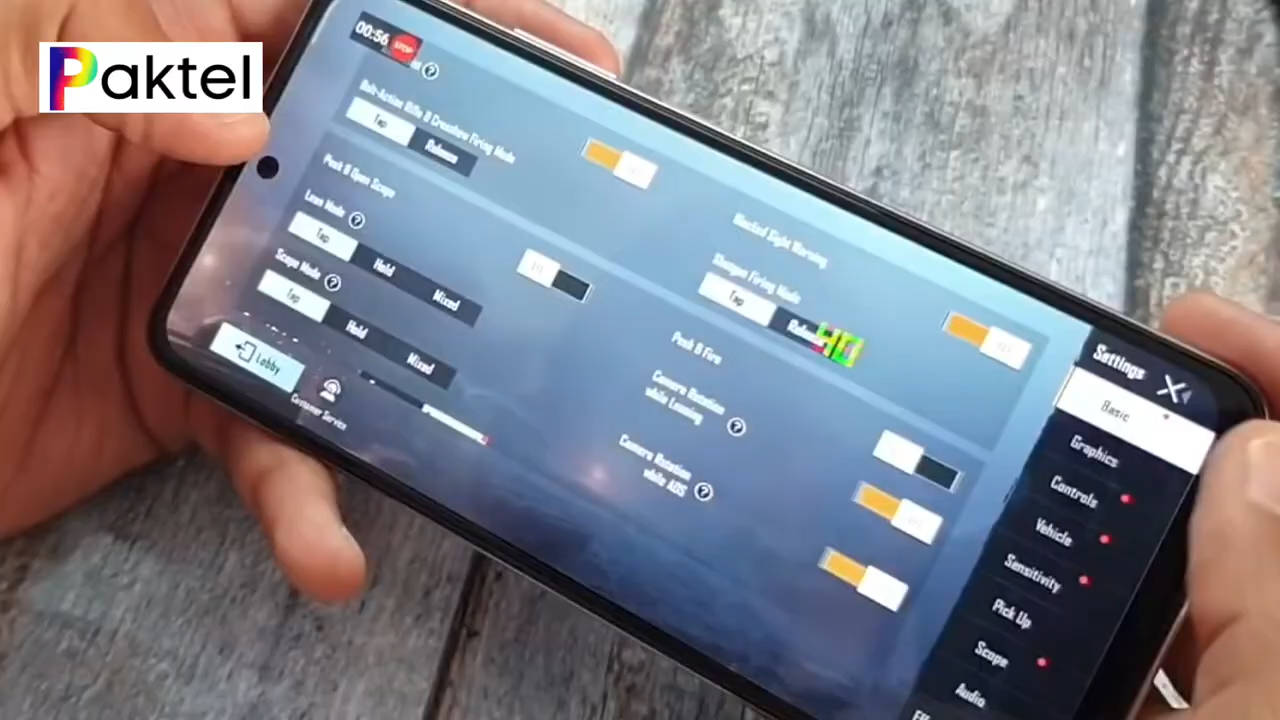 Paktel
00:56
STOP
Bolt-Action Rifle & Crossbow Firing Mode
Tap
Release
Peek & Open Scope
Lean Mode ?
Tap
Hold
Mixed
Scope Mode ?
Tap
Hold
Mixed
Lobby
Customer Service
Blocked Sight Warning
Shotgun Firing Mode
Tap
HD
Peek & Fire
Camera Rotation
while Leaning ?
Camera Rotation
while ADS ?
Settings
Basic
Graphics
Controls
Vehicle
Sensitivity
Pick Up
Scope
Audio